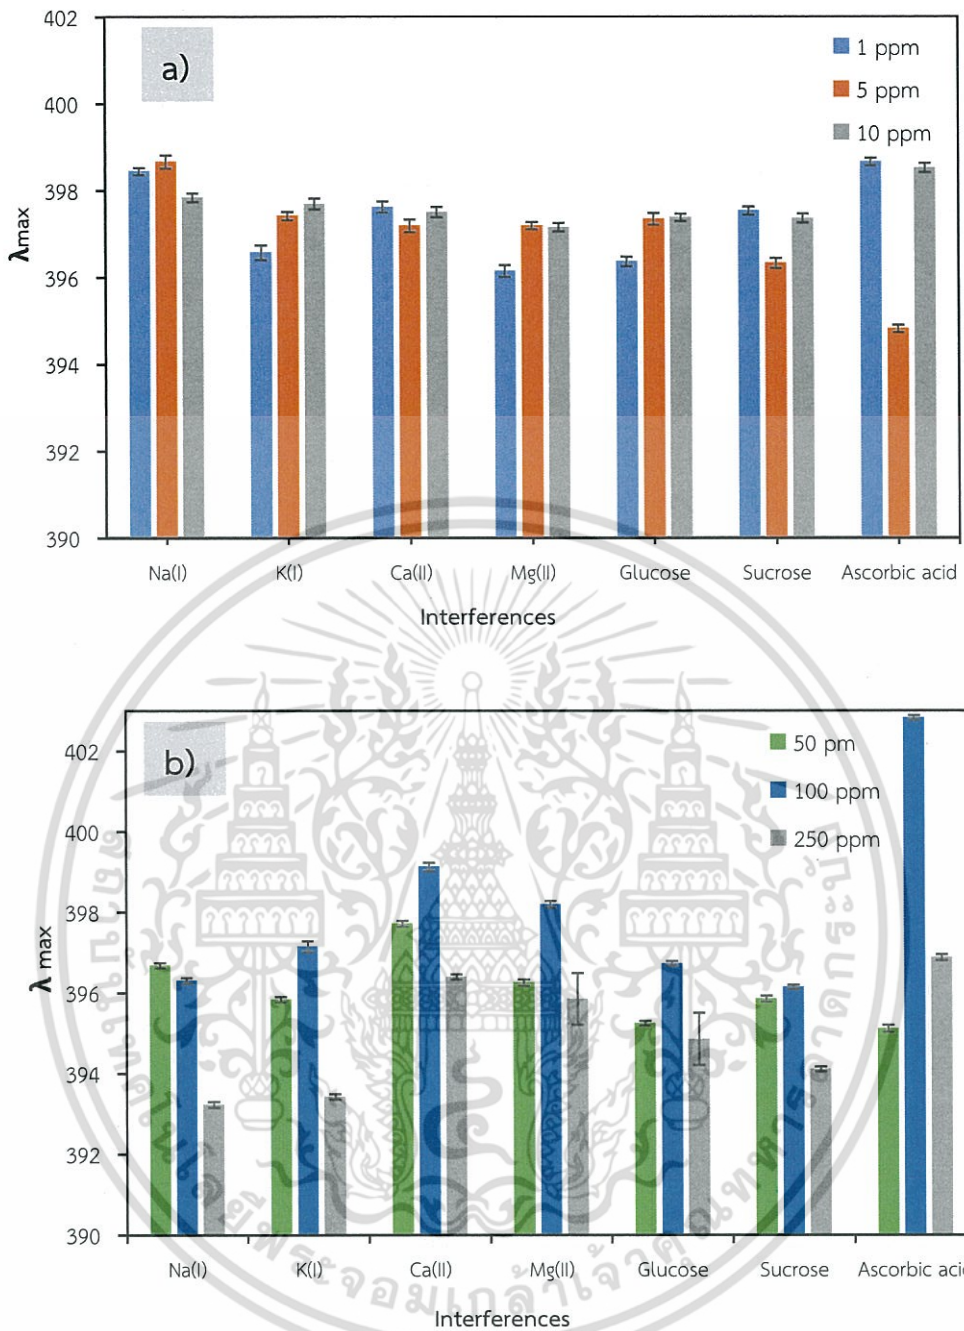 402
400
398
396
394
392
390
λmax
a)
1 ppm
5 ppm
10 ppm
Na(I) K(I) Ca(II) Mg(II) Glucose Sucrose Ascorbic acid
Interferences
402
400
398
396
394
392
390
λ max
b)
50 pm
100 ppm
250 ppm
Na(I) K(I) Ca(II) Mg(II) Glucose Sucrose Ascorbic acid
Interferences